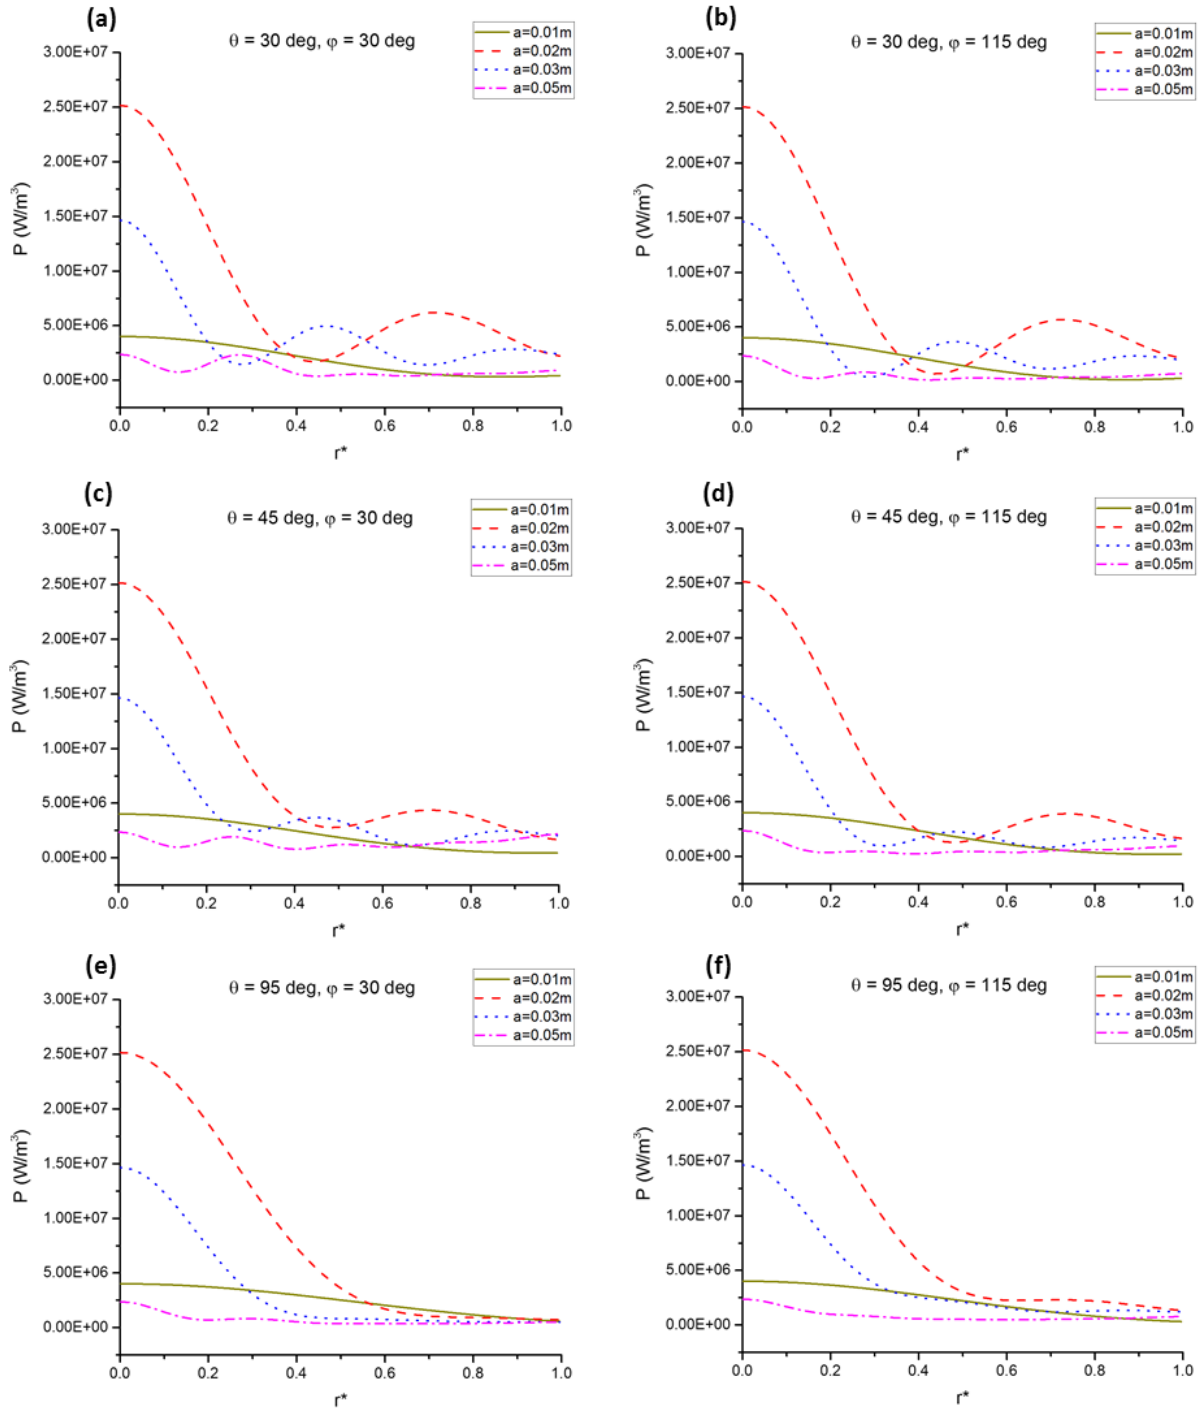 (a)
θ = 30 deg, φ = 30 deg
a=0.01m
a=0.02m
a=0.03m
a=0.05m
3.00E+07
2.50E+07
2.00E+07
1.50E+07
1.00E+07
5.00E+06
0.00E+00
P (W/m³)
0.0 0.2 0.4 0.6 0.8 1.0
r*
(b)
θ = 30 deg, φ = 115 deg
a=0.01m
a=0.02m
a=0.03m
a=0.05m
3.00E+07
2.50E+07
2.00E+07
1.50E+07
1.00E+07
5.00E+06
0.00E+00
P (W/m³)
0.0 0.2 0.4 0.6 0.8 1.0
r*
(c)
θ = 45 deg, φ = 30 deg
a=0.01m
a=0.02m
a=0.03m
a=0.05m
3.00E+07
2.50E+07
2.00E+07
1.50E+07
1.00E+07
5.00E+06
0.00E+00
P (W/m³)
0.0 0.2 0.4 0.6 0.8 1.0
r*
(d)
θ = 45 deg, φ = 115 deg
a=0.01m
a=0.02m
a=0.03m
a=0.05m
3.00E+07
2.50E+07
2.00E+07
1.50E+07
1.00E+07
5.00E+06
0.00E+00
P (W/m³)
0.0 0.2 0.4 0.6 0.8 1.0
r*
(e)
θ = 95 deg, φ = 30 deg
a=0.01m
a=0.02m
a=0.03m
a=0.05m
3.00E+07
2.50E+07
2.00E+07
1.50E+07
1.00E+07
5.00E+06
0.00E+00
P (W/m³)
0.0 0.2 0.4 0.6 0.8 1.0
r*
(f)
θ = 95 deg, φ = 115 deg
a=0.01m
a=0.02m
a=0.03m
a=0.05m
3.00E+07
2.50E+07
2.00E+07
1.50E+07
1.00E+07
5.00E+06
0.00E+00
P (W/m³)
0.0 0.2 0.4 0.6 0.8 1.0
r*